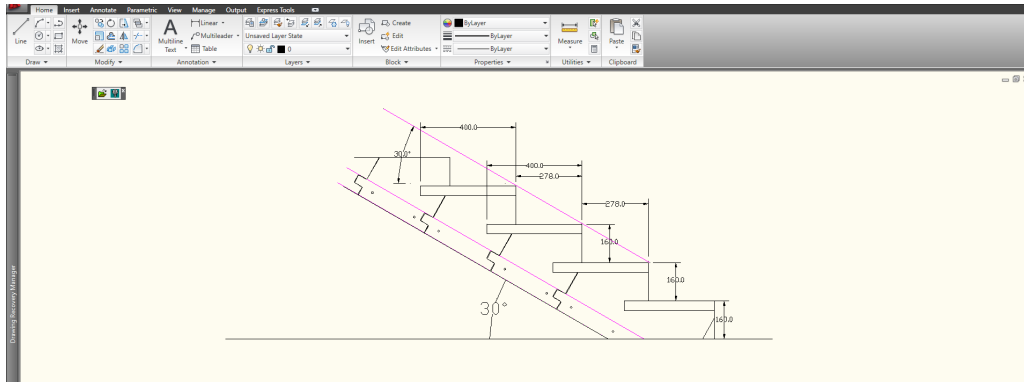 Home Insert Annotate Parametric View Manage Output Express Tools
Line
Move
Multiline Text
Linear
Multileader
Table
Unsaved Layer State
0
Insert
Create
Edit
Edit Attributes
ByLayer
ByLayer
ByLayer
Measure
Paste
Draw Modify Annotation Layers Block Properties Utilities Clipboard
Drawing Recovery Manager
400.0
30.0°
400.0
278.0
278.0
160.0
160.0
30°
160.0